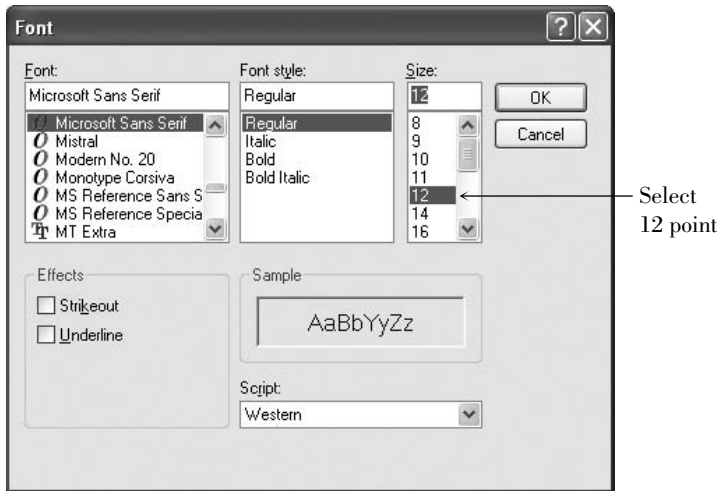 Font
Font:
Microsoft Sans Serif
Microsoft Sans Serif
Mistral
Modern No. 20
Monotype Corsiva
MS Reference Sans S
MS Reference Specia
MT Extra
Font style:
Regular
Regular
Italic
Bold
Bold Italic
Size:
12
8
9
10
11
12
14
16
OK
Cancel
Select
12 point
Effects
Strikeout
Underline
Sample
AaBbYyZz
Script:
Western